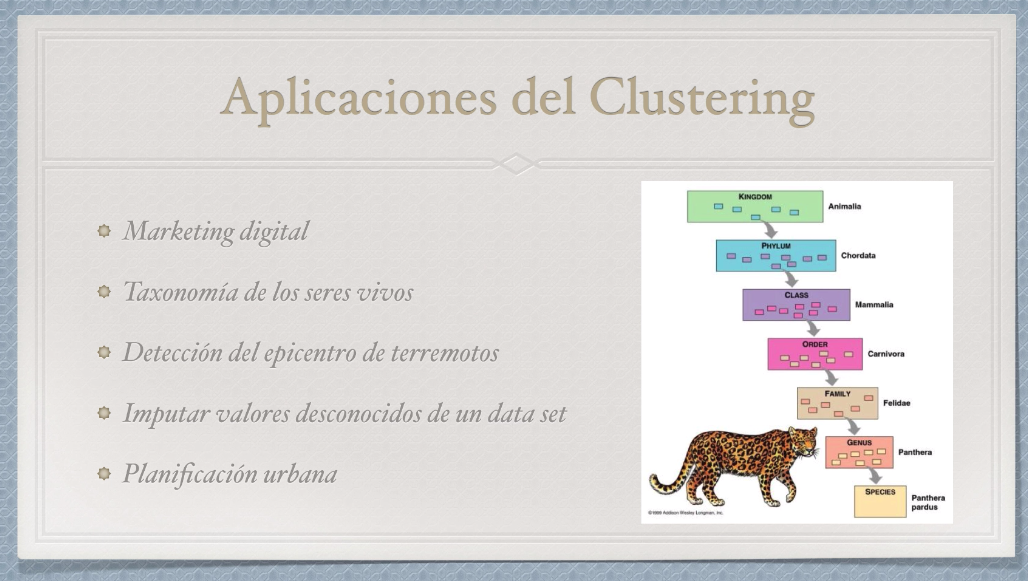 Aplicaciones del Clustering
Marketing digital
Taxonomía de los seres vivos
Detección del epicentro de terremotos
Imputar valores desconocidos de un data set
Planificación urbana
KINGDOM
Animalia
PHYLUM
Chordata
CLASS
Mammalia
ORDER
Carnivora
FAMILY
Felidae
GENUS
Panthera
SPECIES
Panthera
pardus
©1999 Addison Wesley Longman, Inc.